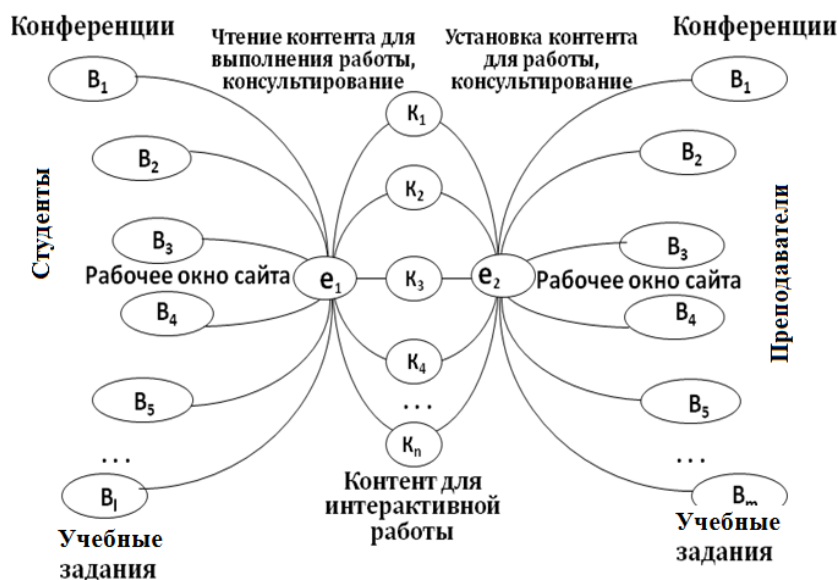 Конференции
Чтение контента для
выполнения работы,
консультирование
Установка контента
для работы,
консультирование
Конференции
B1
B2
B3
Рабочее окно сайта
B4
B5
...
Bl
Учебные
задания
Студенты
e1
K1
K2
K3
K4
...
Kn
Контент для
интерактивной
работы
e2
B1
B2
B3
Рабочее окно сайта
B4
B5
...
Bm
Учебные
задания
Преподаватели